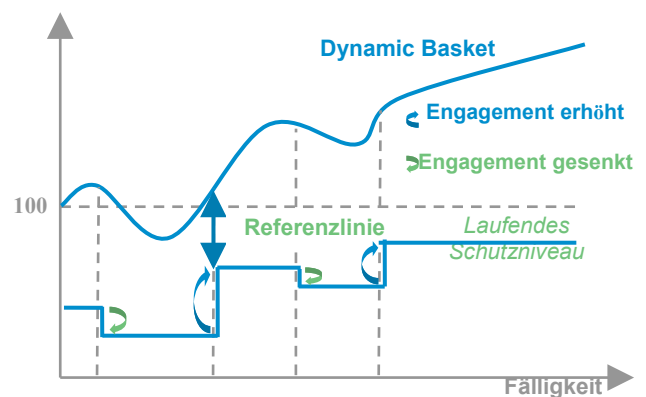 Dynamic Basket
Engagement erhöht
Engagement gesenkt
100
Referenzlinie
Laufendes
Schutzniveau
Fälligkeit